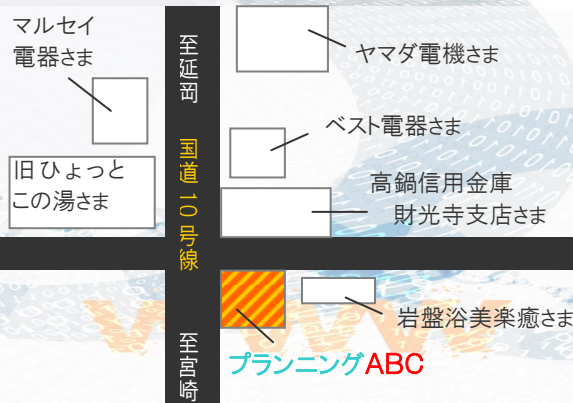 マルセイ
電器さま
至延岡
ヤマダ電機さま
ベスト電器さま
国道10号線
旧ひょっと
この湯さま
高鍋信用金庫
財光寺支店さま
岩盤浴美楽癒さま
至宮崎
プランニングABC
www